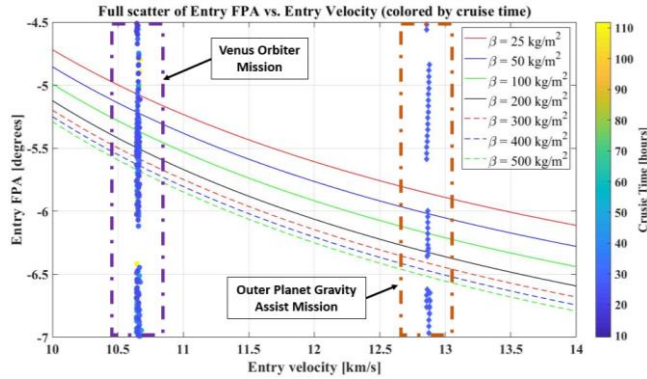 Full scatter of Entry FPA vs. Entry Velocity (colored by cruise time)
-4.5
-5
-5.5
-6
-6.5
-7
Entry FPA [degrees]
Venus Orbiter
Mission
Outer Planet Gravity
Assist Mission
β = 25 kg/m²
β = 50 kg/m²
β = 100 kg/m²
β = 200 kg/m²
β = 300 kg/m²
β = 400 kg/m²
β = 500 kg/m²
10
10.5
11
11.5
12
12.5
13
13.5
14
Entry velocity [km/s]
110
100
90
80
70
60
50
40
30
20
10
Crusie Time [hours]